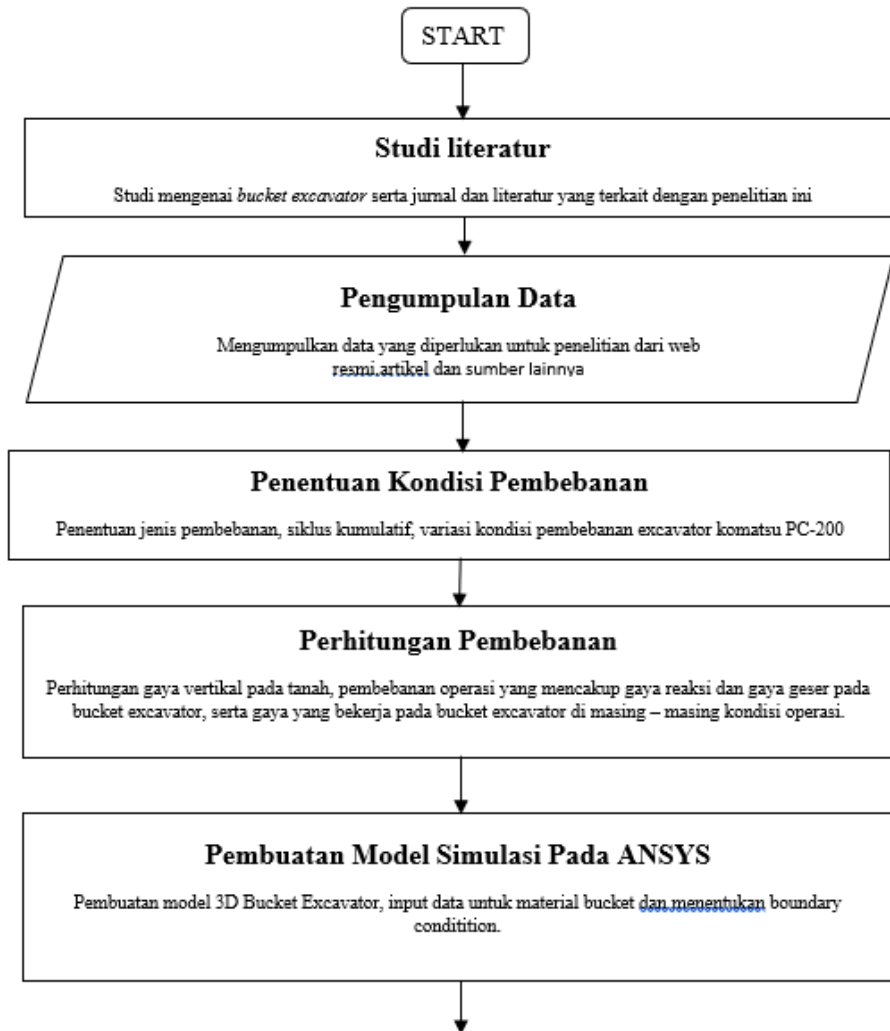 START
Studi literatur
Studi mengenai bucket excavator serta jurnal dan literatur yang terkait dengan penelitian ini
Pengumpulan Data
Mengumpulkan data yang diperlukan untuk penelitian dari web
resmi,artikel dan sumber lainnya
Penentuan Kondisi Pembebanan
Penentuan jenis pembebanan, siklus kumulatif, variasi kondisi pembebanan excavator komatsu PC-200
Perhitungan Pembebanan
Perhitungan gaya vertikal pada tanah, pembebanan operasi yang mencakup gaya reaksi dan gaya geser pada
bucket excavator, serta gaya yang bekerja pada bucket excavator di masing – masing kondisi operasi.
Pembuatan Model Simulasi Pada ANSYS
Pembuatan model 3D Bucket Excavator, input data untuk material bucket dan menentukan boundary
conditition.